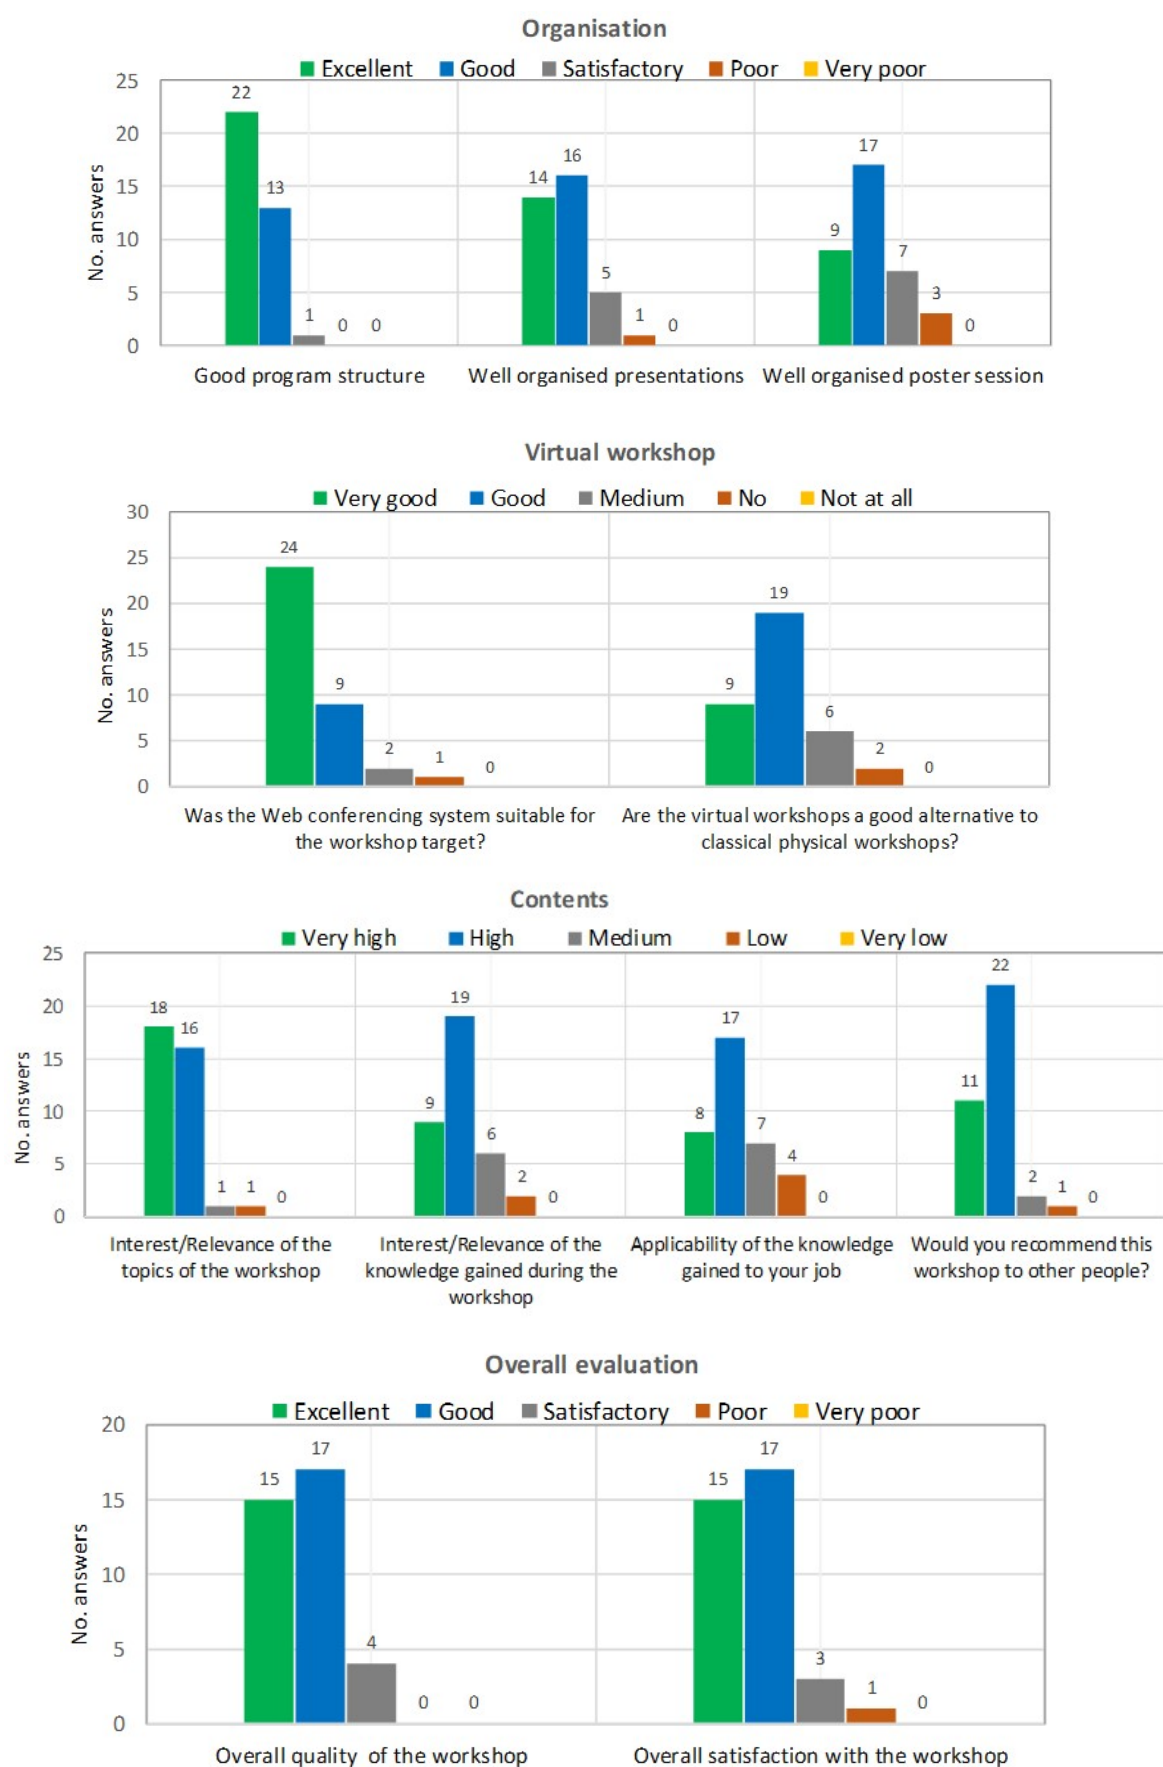 Organisation
Excellent Good Satisfactory Poor Very poor
No. answers
25
20
15
10
5
0
22 13 1 0 0
14 16 5 1 0
9 17 7 3 0
Good program structure Well organised presentations Well organised poster session
Virtual workshop
Very good Good Medium No Not at all
No. answers
30
25
20
15
10
5
0
24 9 2 1 0
9 19 6 2 0
Was the Web conferencing system suitable for
the workshop target?
Are the virtual workshops a good alternative to
classical physical workshops?
Contents
Very high High Medium Low Very low
No. answers
25
20
15
10
5
0
18 16 1 1 0
9 19 6 2 0
8 17 7 4 0
11 22 2 1 0
Interest/Relevance of the
topics of the workshop
Interest/Relevance of the
knowledge gained during the
workshop
Applicability of the knowledge
gained to your job
Would you recommend this
workshop to other people?
Overall evaluation
Excellent Good Satisfactory Poor Very poor
No. answers
20
15
10
5
0
15 17 4 0 0
15 17 3 1 0
Overall quality of the workshop Overall satisfaction with the workshop